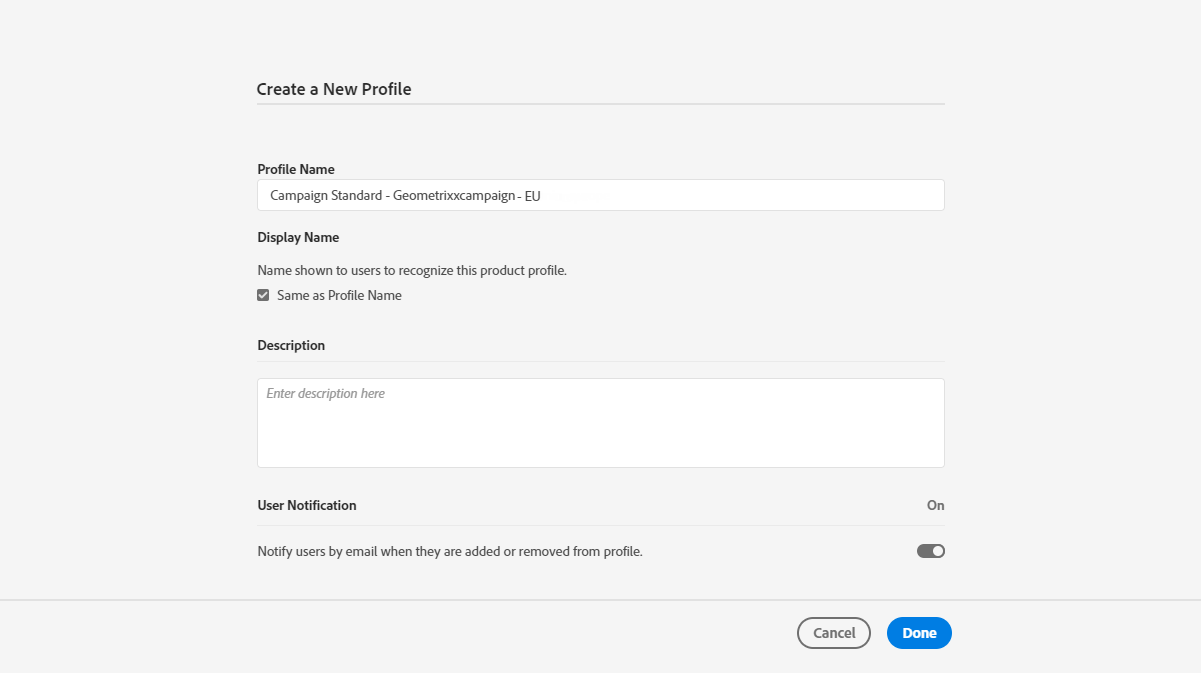 Create a New Profile
Profile Name
Campaign Standard - Geometrixxcampaign - EU
Display Name
Name shown to users to recognize this product profile.
Same as Profile Name
Description
Enter description here
User Notification On
Notify users by email when they are added or removed from profile.
Cancel Done